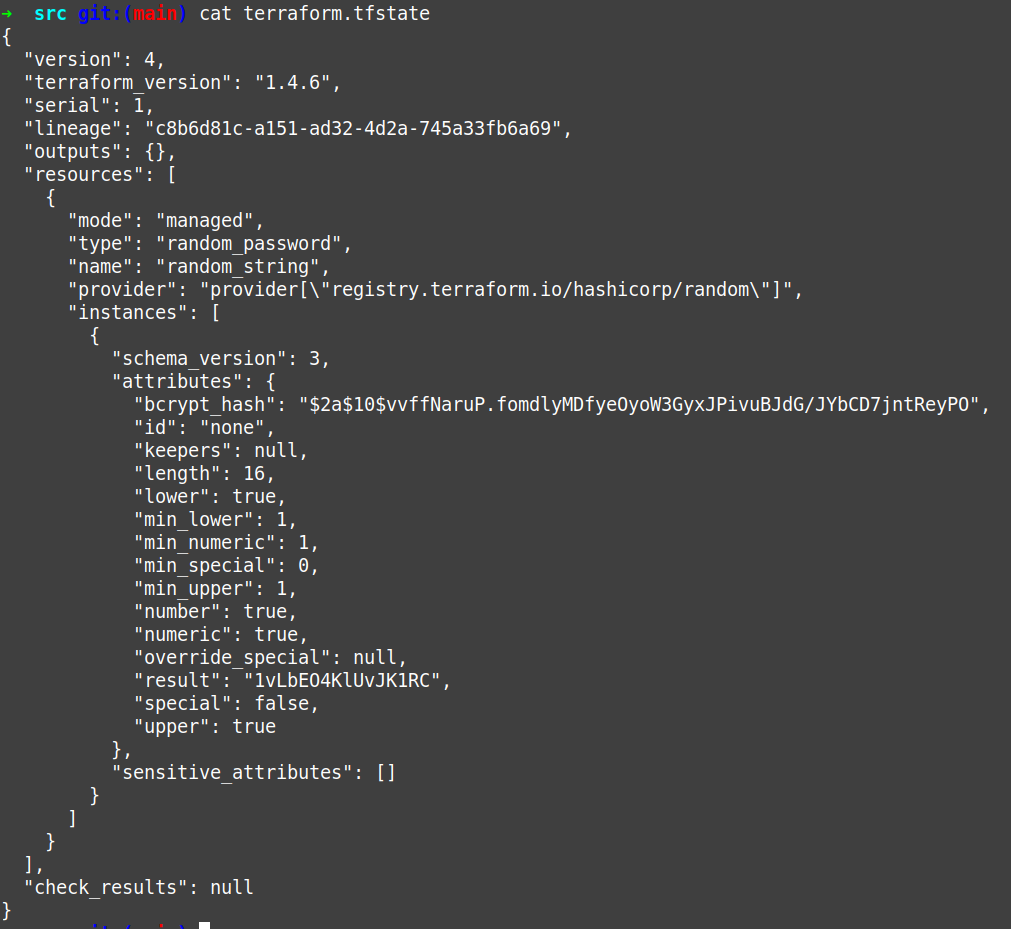 →  src git:(main) cat terraform.tfstate
{
  "version": 4,
  "terraform_version": "1.4.6",
  "serial": 1,
  "lineage": "c8b6d81c-a151-ad32-4d2a-745a33fb6a69",
  "outputs": {},
  "resources": [
    {
      "mode": "managed",
      "type": "random_password",
      "name": "random_string",
      "provider": "provider[\"registry.terraform.io/hashicorp/random\"]",
      "instances": [
        {
          "schema_version": 3,
          "attributes": {
            "bcrypt_hash": "$2a$10$vvffNaruP.fomdlyMDfyeOyoW3GyxJPivuBJdG/JYbCD7jntReyPO",
            "id": "none",
            "keepers": null,
            "length": 16,
            "lower": true,
            "min_lower": 1,
            "min_numeric": 1,
            "min_special": 0,
            "min_upper": 1,
            "number": true,
            "numeric": true,
            "override_special": null,
            "result": "1vLbEO4KlUvJK1RC",
            "special": false,
            "upper": true
          },
          "sensitive_attributes": []
        }
      ]
    }
  ],
  "check_results": null
}